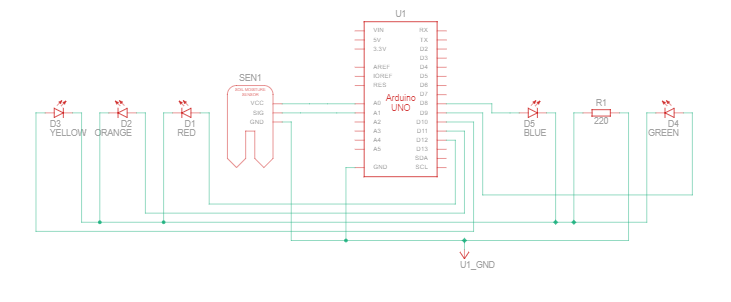 U1
VIN
5V
3.3V
AREF
IOREF
RES
A0
A1
A2
A3
A4
A5
GND
RX
TX
D2
D3
D4
D5
D6
D7
D8
D9
D10
D11
D12
D13
SDA
SCL
Arduino
UNO
SEN1
SOIL MOISTURE
SENSOR
VCC
SIG
GND
D3
YELLOW
D2
ORANGE
D1
RED
D5
BLUE
R1
220
D4
GREEN
U1_GND